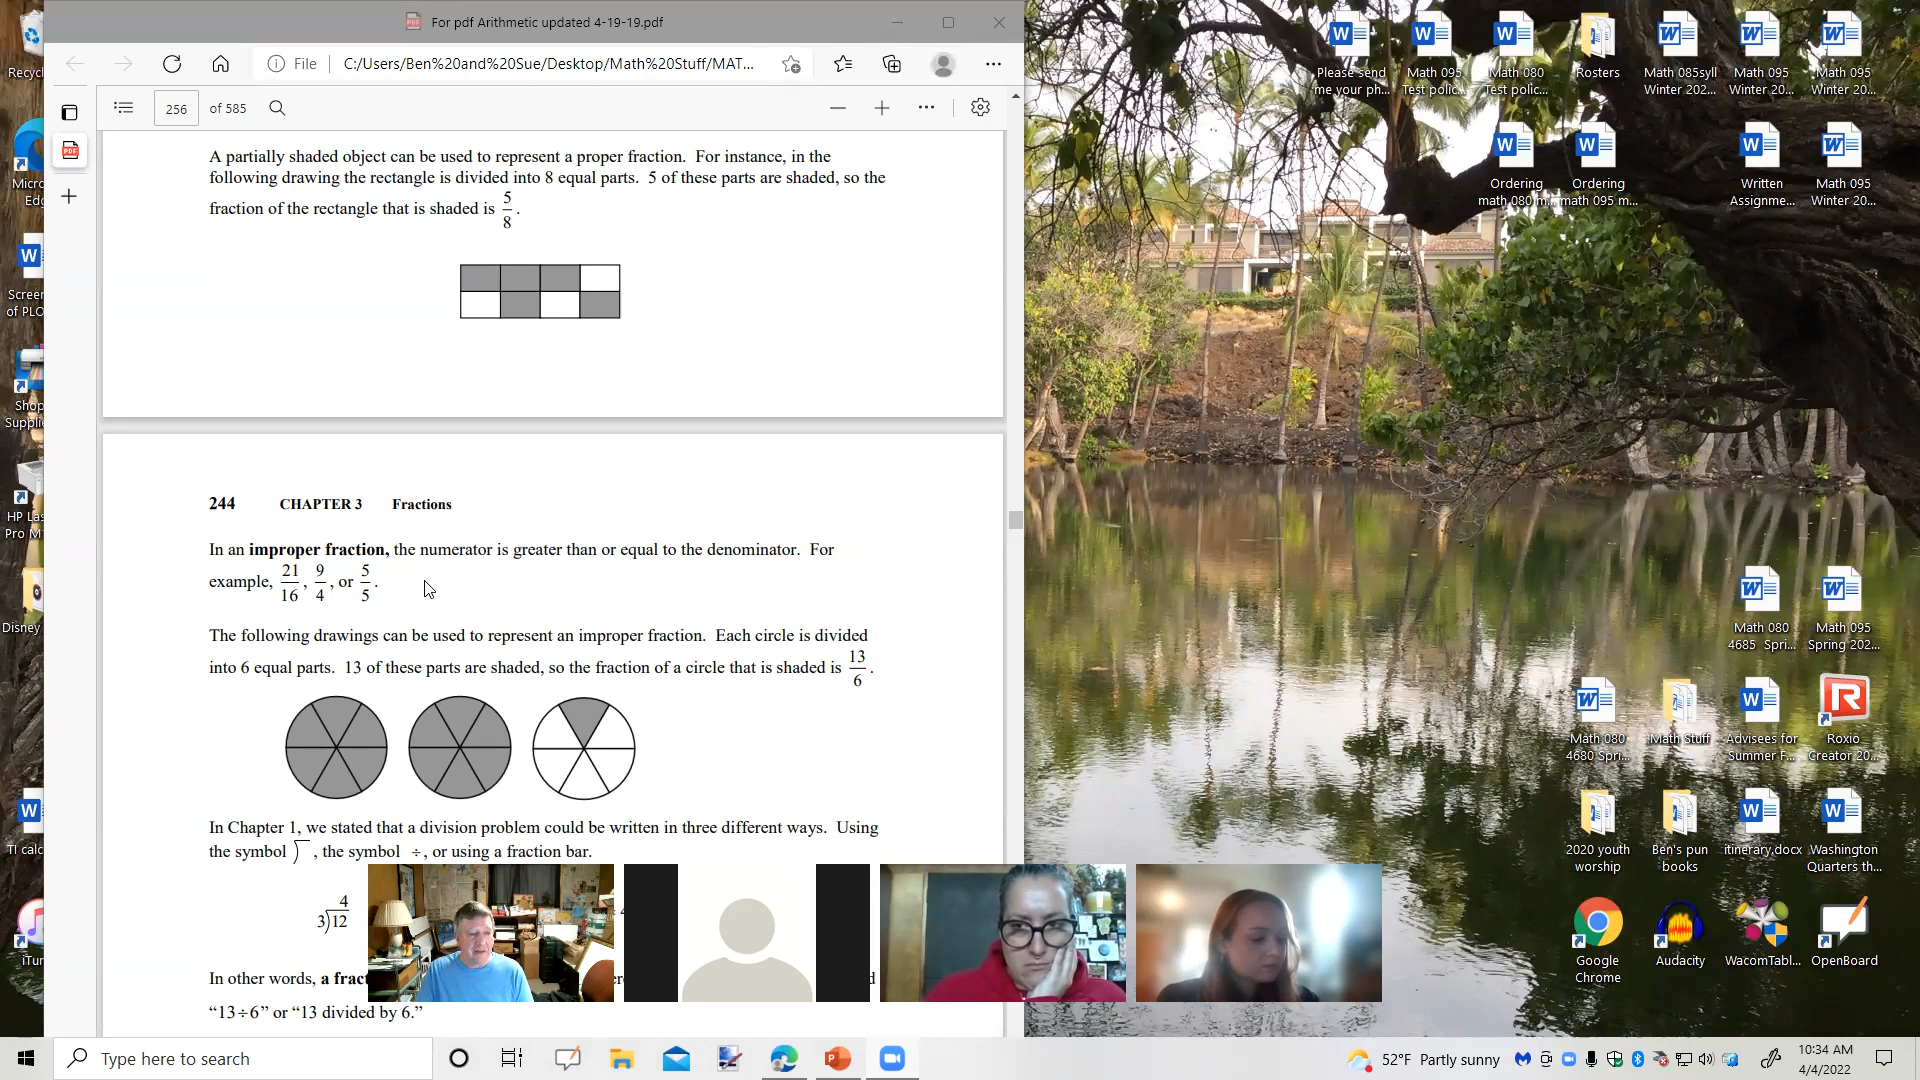 For pdf Arithmetic updated 4-19-19.pdf
File
C:/Users/Ben%20and%20Sue/Desktop/Math%20Stuff/MAT...
256 of 585
A partially shaded object can be used to represent a proper fraction. For instance, in the
following drawing the rectangle is divided into 8 equal parts. 5 of these parts are shaded, so the
fraction of the rectangle that is shaded is 5/8.
244 CHAPTER 3 Fractions
In an improper fraction, the numerator is greater than or equal to the denominator. For
example, 21/16, 9/4, or 5/5.
The following drawings can be used to represent an improper fraction. Each circle is divided
into 6 equal parts. 13 of these parts are shaded, so the fraction of a circle that is shaded is 13/6.
In Chapter 1, we stated that a division problem could be written in three different ways. Using
the symbol ⟌, the symbol ÷, or using a fraction bar.
4
3)12
In other words, a fract
"13÷6" or "13 divided by 6."
Recycl
Micro
Edg
Screen
of PLO
Shop
Supplie
HP Las
Pro M
Disney
TI calc
iTun
Please send
me your ph...
Math 095
Test polic...
Math 080
Test polic...
Rosters
Math 085syll
Winter 202...
Math 095
Winter 20...
Math 095
Winter 20...
Ordering
math 080 m...
Ordering
math 095 m...
Written
Assignme...
Math 095
Winter 20...
Math 080
4685 Spri...
Math 095
Spring 202...
Math 080
4680 Spri...
Math Stuff
Advisees for
Summer F...
Roxio
Creator 20...
2020 youth
worship
Ben's pun
books
itinerary.docx
Washington
Quarters th...
Google
Chrome
Audacity
WacomTabl...
OpenBoard
Type here to search
52°F Partly sunny
10:34 AM
4/4/2022